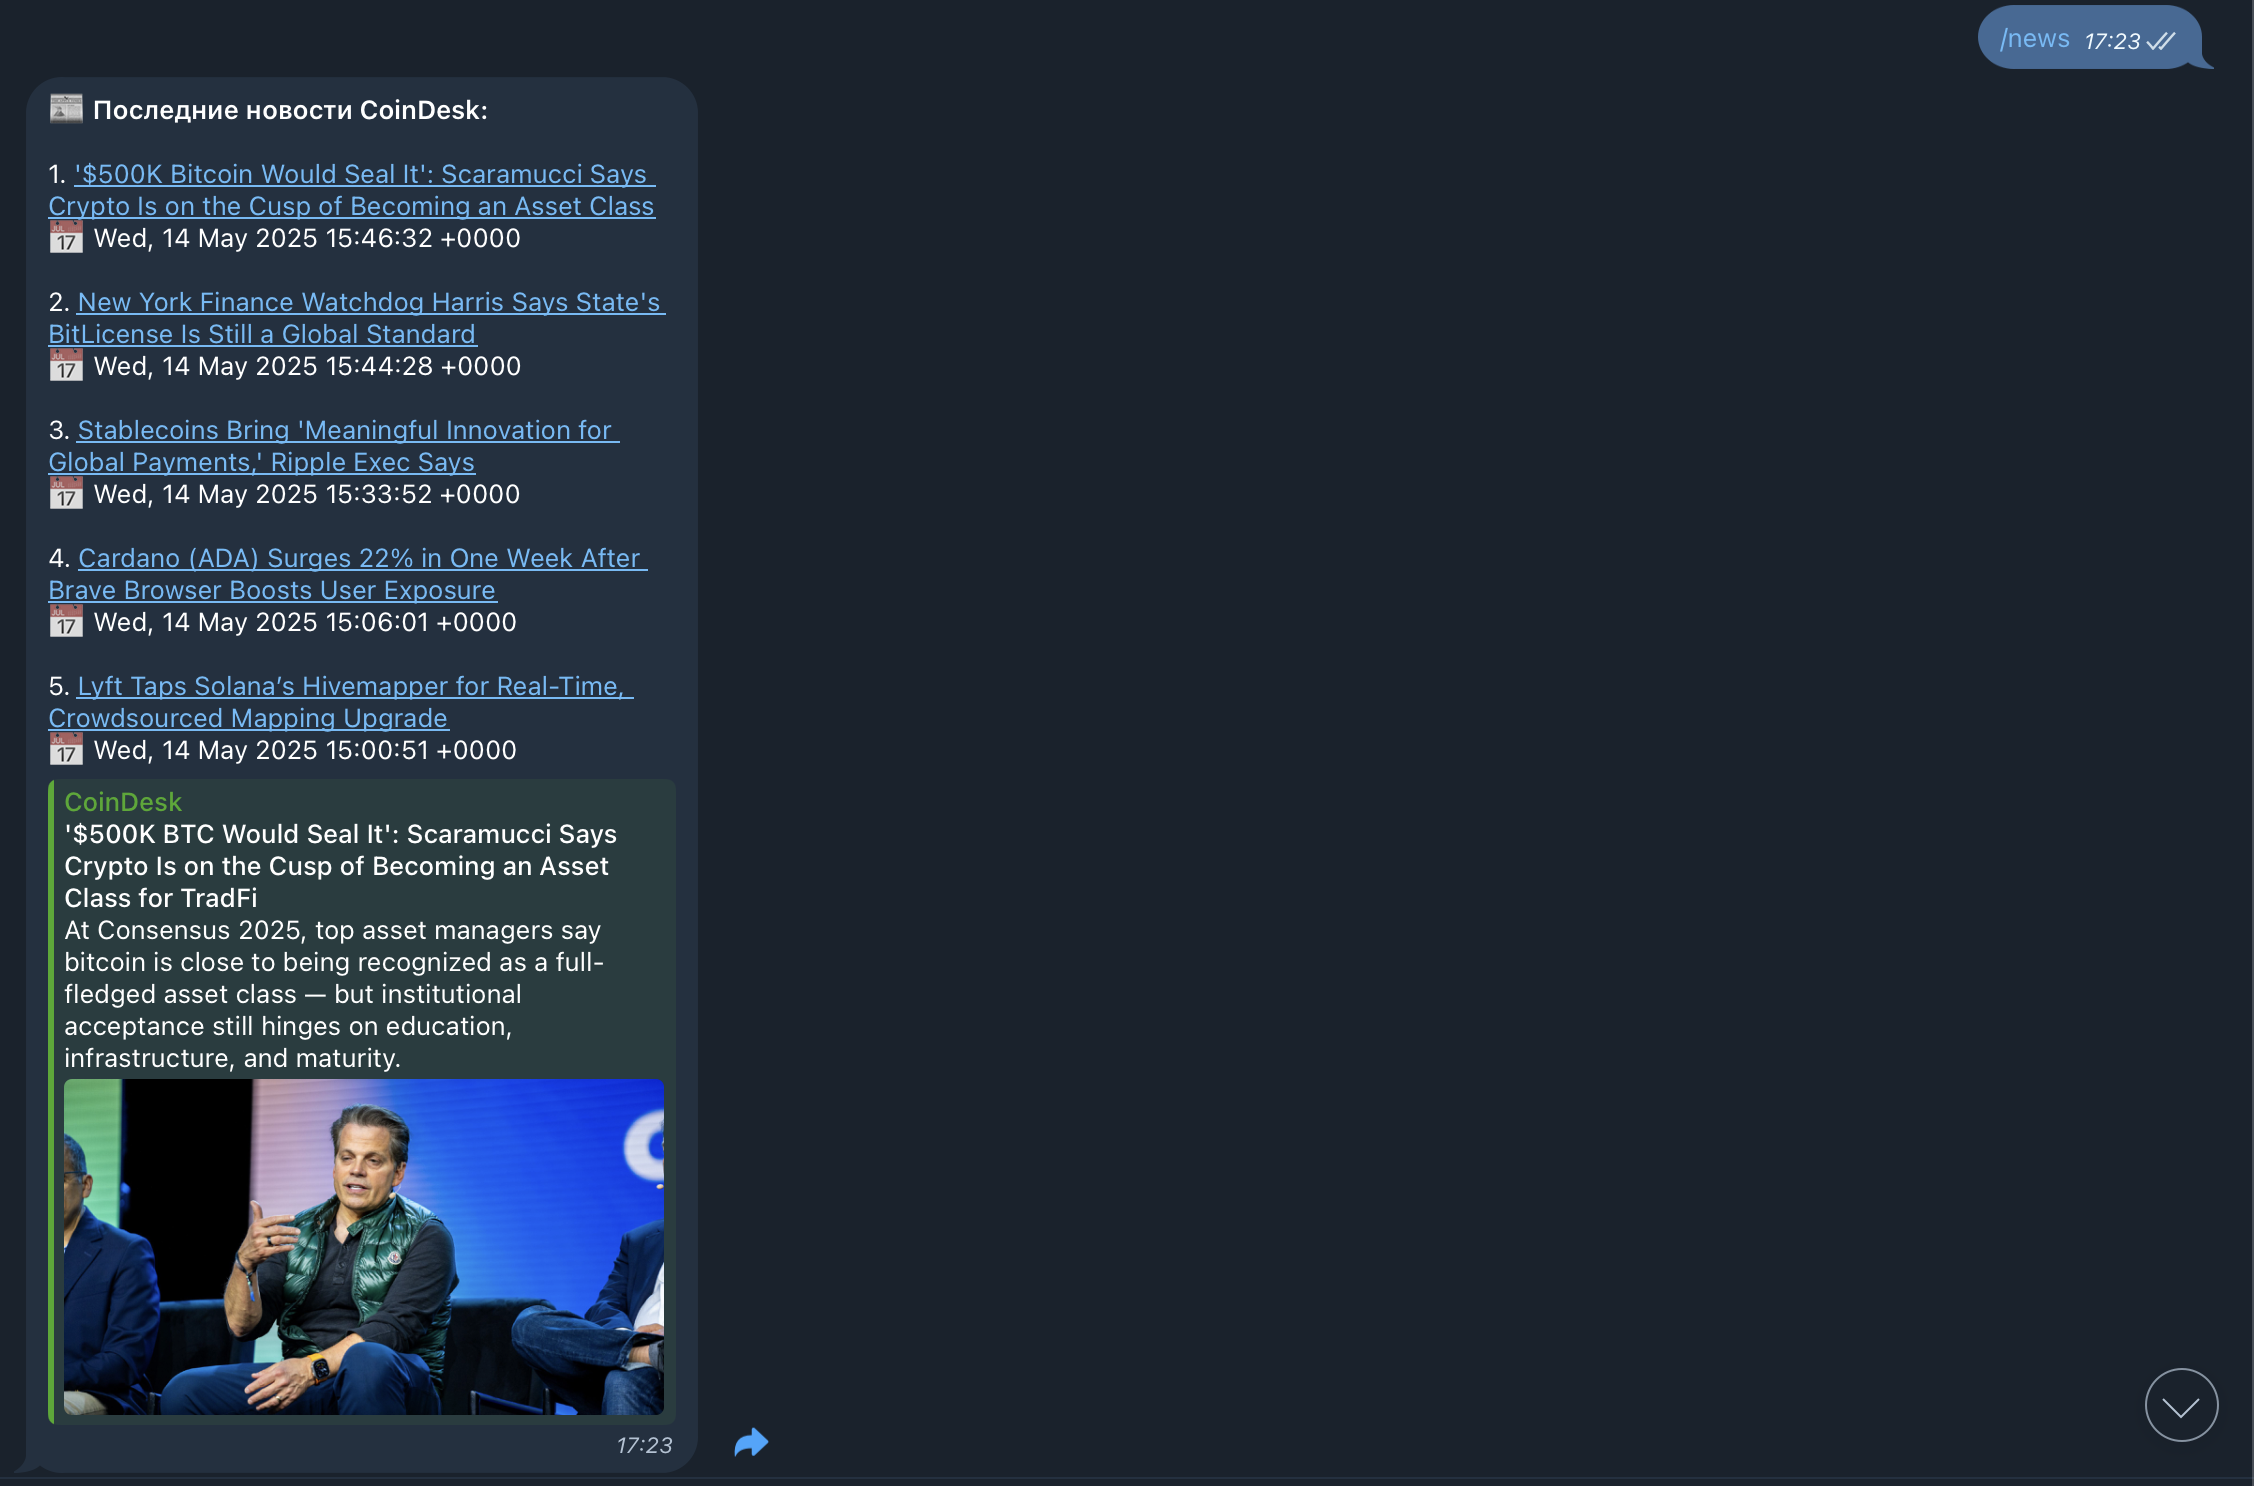 /news 17:23
📰 Последние новости CoinDesk:
1. '$500K Bitcoin Would Seal It': Scaramucci Says
Crypto Is on the Cusp of Becoming an Asset Class
📅 Wed, 14 May 2025 15:46:32 +0000
2. New York Finance Watchdog Harris Says State's
BitLicense Is Still a Global Standard
📅 Wed, 14 May 2025 15:44:28 +0000
3. Stablecoins Bring 'Meaningful Innovation for
Global Payments,' Ripple Exec Says
📅 Wed, 14 May 2025 15:33:52 +0000
4. Cardano (ADA) Surges 22% in One Week After
Brave Browser Boosts User Exposure
📅 Wed, 14 May 2025 15:06:01 +0000
5. Lyft Taps Solana’s Hivemapper for Real-Time,
Crowdsourced Mapping Upgrade
📅 Wed, 14 May 2025 15:00:51 +0000
CoinDesk
'$500K BTC Would Seal It': Scaramucci Says
Crypto Is on the Cusp of Becoming an Asset
Class for TradFi
At Consensus 2025, top asset managers say
bitcoin is close to being recognized as a full-
fledged asset class — but institutional
acceptance still hinges on education,
infrastructure, and maturity.
17:23